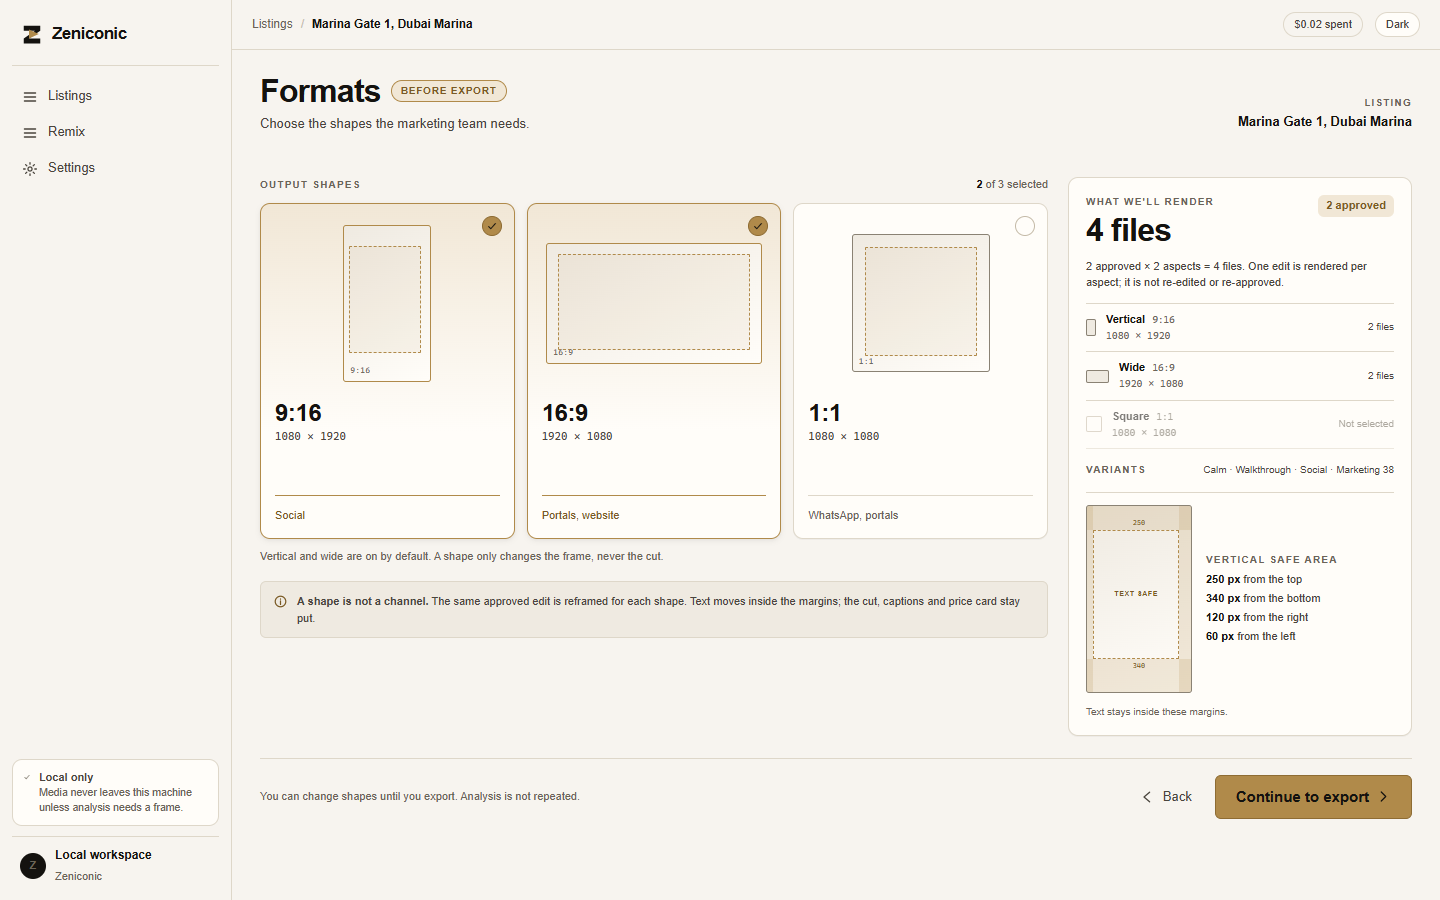 Zeniconic
Listings
Remix
Settings
Local only
Media never leaves this machine
unless analysis needs a frame.
Z
Local workspace
Zeniconic
Listings / Marina Gate 1, Dubai Marina
$0.02 spent
Dark
Formats
BEFORE EXPORT
Choose the shapes the marketing team needs.
LISTING
Marina Gate 1, Dubai Marina
OUTPUT SHAPES
2 of 3 selected
9:16
9:16
1080 × 1920
Social
16:9
16:9
1920 × 1080
Portals, website
1:1
1:1
1080 × 1080
WhatsApp, portals
Vertical and wide are on by default. A shape only changes the frame, never the cut.
A shape is not a channel. The same approved edit is reframed for each shape. Text moves inside the margins; the cut, captions and price card stay
put.
WHAT WE'LL RENDER
2 approved
4 files
2 approved × 2 aspects = 4 files. One edit is rendered per
aspect; it is not re-edited or re-approved.
Vertical 9:16
1080 × 1920
2 files
Wide 16:9
1920 × 1080
2 files
Square 1:1
1080 × 1080
Not selected
VARIANTS
Calm · Walkthrough · Social · Marketing 38
250
TEXT SAFE
340
VERTICAL SAFE AREA
250 px from the top
340 px from the bottom
120 px from the right
60 px from the left
Text stays inside these margins.
You can change shapes until you export. Analysis is not repeated.
Back
Continue to export